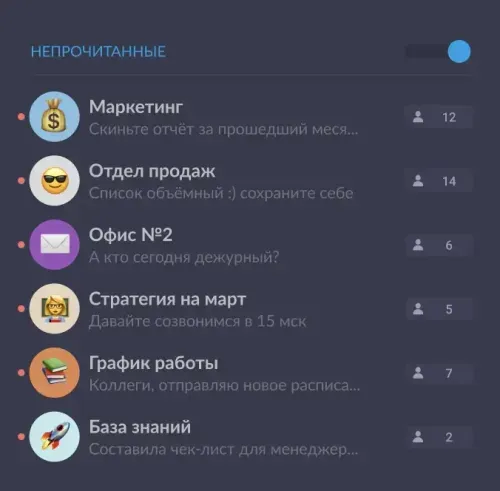 НЕПРОЧИТАННЫЕ
Маркетинг
Скиньте отчёт за прошедший меся...
12
Отдел продаж
Список объёмный :) сохраните себе
14
Офис №2
А кто сегодня дежурный?
6
Стратегия на март
Давайте созвонимся в 15 мск
5
График работы
Коллеги, отправляю новое расписа...
7
База знаний
Составила чек-лист для менеджер...
2